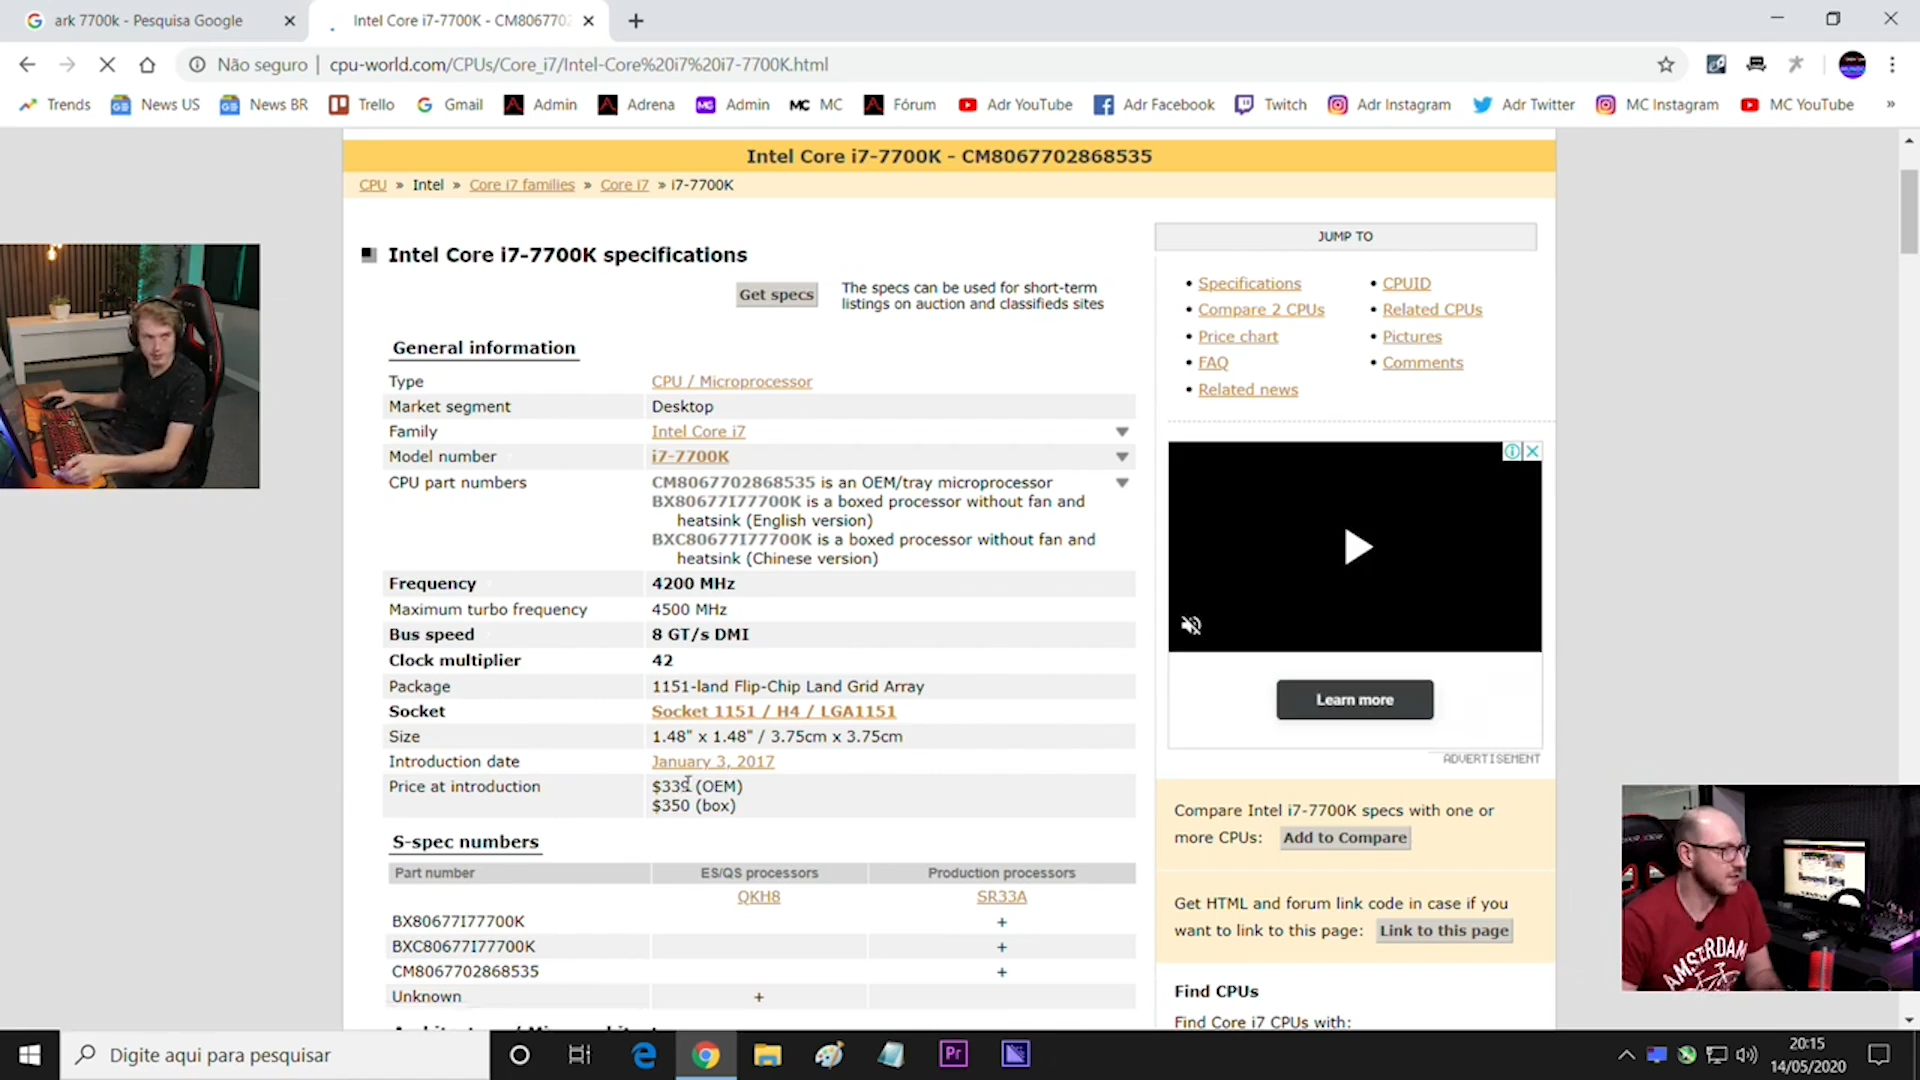 ark 7700k - Pesquisa Google
Intel Core i7-7700K - CM806770
Não seguro | cpu-world.com/CPUs/Core_i7/Intel-Core%20i7%20i7-7700K.html
Trends News US News BR Trello Gmail Admin Adrena Admin MC Fórum Adr YouTube Adr Facebook Twitch Adr Instagram Adr Twitter MC Instagram MC YouTube »
Intel Core i7-7700K - CM8067702868535
CPU » Intel » Core i7 families » Core i7 » i7-7700K
Intel Core i7-7700K specifications
Get specs
The specs can be used for short-term
listings on auction and classifieds sites
General information
Type CPU / Microprocessor
Market segment Desktop
Family Intel Core i7
Model number i7-7700K
CPU part numbers CM8067702868535 is an OEM/tray microprocessor
BX80677I77700K is a boxed processor without fan and
heatsink (English version)
BXC80677I77700K is a boxed processor without fan and
heatsink (Chinese version)
Frequency 4200 MHz
Maximum turbo frequency 4500 MHz
Bus speed 8 GT/s DMI
Clock multiplier 42
Package 1151-land Flip-Chip Land Grid Array
Socket Socket 1151 / H4 / LGA1151
Size 1.48" x 1.48" / 3.75cm x 3.75cm
Introduction date January 3, 2017
Price at introduction $339 (OEM)
$350 (box)
S-spec numbers
Part number ES/QS processors Production processors
QKH8 SR33A
BX80677I77700K +
BXC80677I77700K +
CM8067702868535 +
Unknown +
JUMP TO
• Specifications • CPUID
• Compare 2 CPUs • Related CPUs
• Price chart • Pictures
• FAQ • Comments
• Related news
Learn more
ADVERTISEMENT
Compare Intel i7-7700K specs with one or
more CPUs: Add to Compare
Get HTML and forum link code in case if you
want to link to this page: Link to this page
Find CPUs
Find Core i7 CPUs with:
AMSTERDAM
Digite aqui para pesquisar
Pr
20:15
14/05/2020